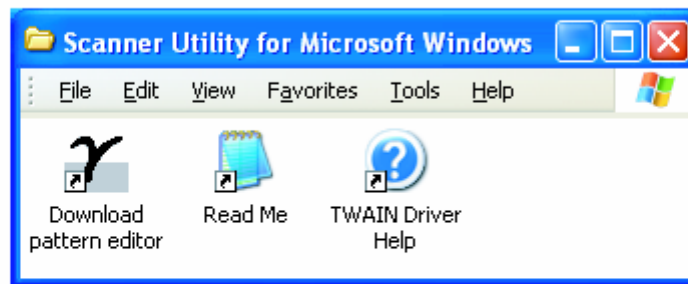 Scanner Utility for Microsoft Windows
File Edit View Favorites Tools Help
Download pattern editor
Read Me
TWAIN Driver Help